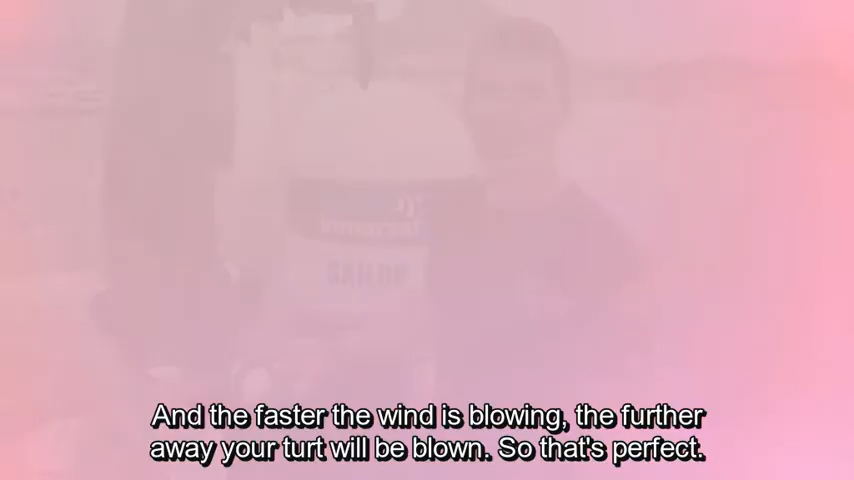 And the faster the wind is blowing, the further
away your turt will be blown. So that's perfect.